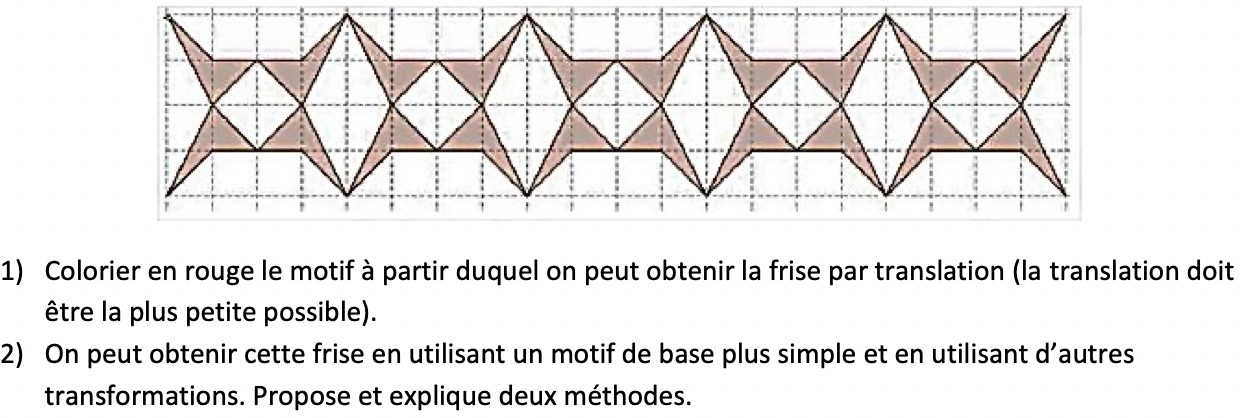 1) Colorier en rouge le motif à partir duquel on peut obtenir la frise par translation (la translation doit
être la plus petite possible).
2) On peut obtenir cette frise en utilisant un motif de base plus simple et en utilisant d’autres
transformations. Propose et explique deux méthodes.